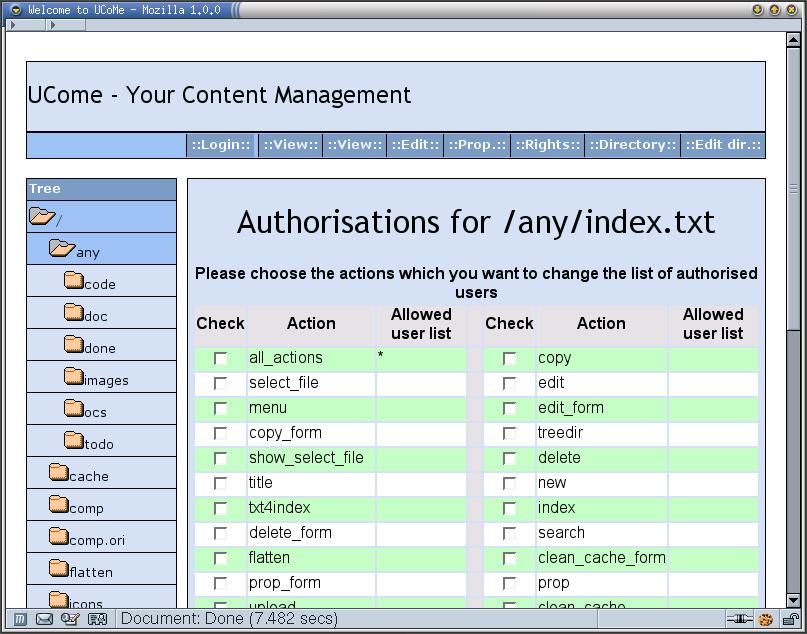 Welcome to UCoMe - Mozilla 1.0.0
UCome - Your Content Management
::Login:: ::View:: ::View:: ::Edit:: ::Prop.:: ::Rights:: ::Directory:: ::Edit dir.::
Tree
/
any
code
doc
done
images
ocs
todo
cache
comp
comp.ori
flatten
icons
Authorisations for /any/index.txt
Please choose the actions which you want to change the list of authorised
users
Check Action Allowed user list Check Action Allowed user list
all_actions * copy
select_file edit
menu edit_form
copy_form treedir
show_select_file delete
title new
txt4index index
delete_form search
flatten clean_cache_form
prop_form prop
upload clean_cache
Document: Done (7.482 secs)